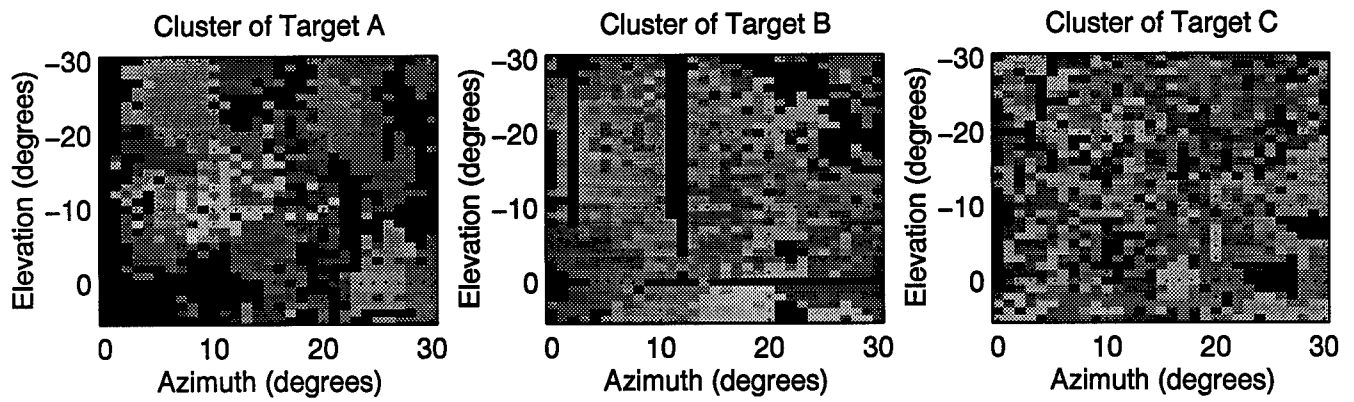 Cluster of Target A
Elevation (degrees)
−30
−20
−10
0
0 10 20 30
Azimuth (degrees)
Cluster of Target B
Elevation (degrees)
−30
−20
−10
0
0 10 20 30
Azimuth (degrees)
Cluster of Target C
Elevation (degrees)
−30
−20
−10
0
0 10 20 30
Azimuth (degrees)